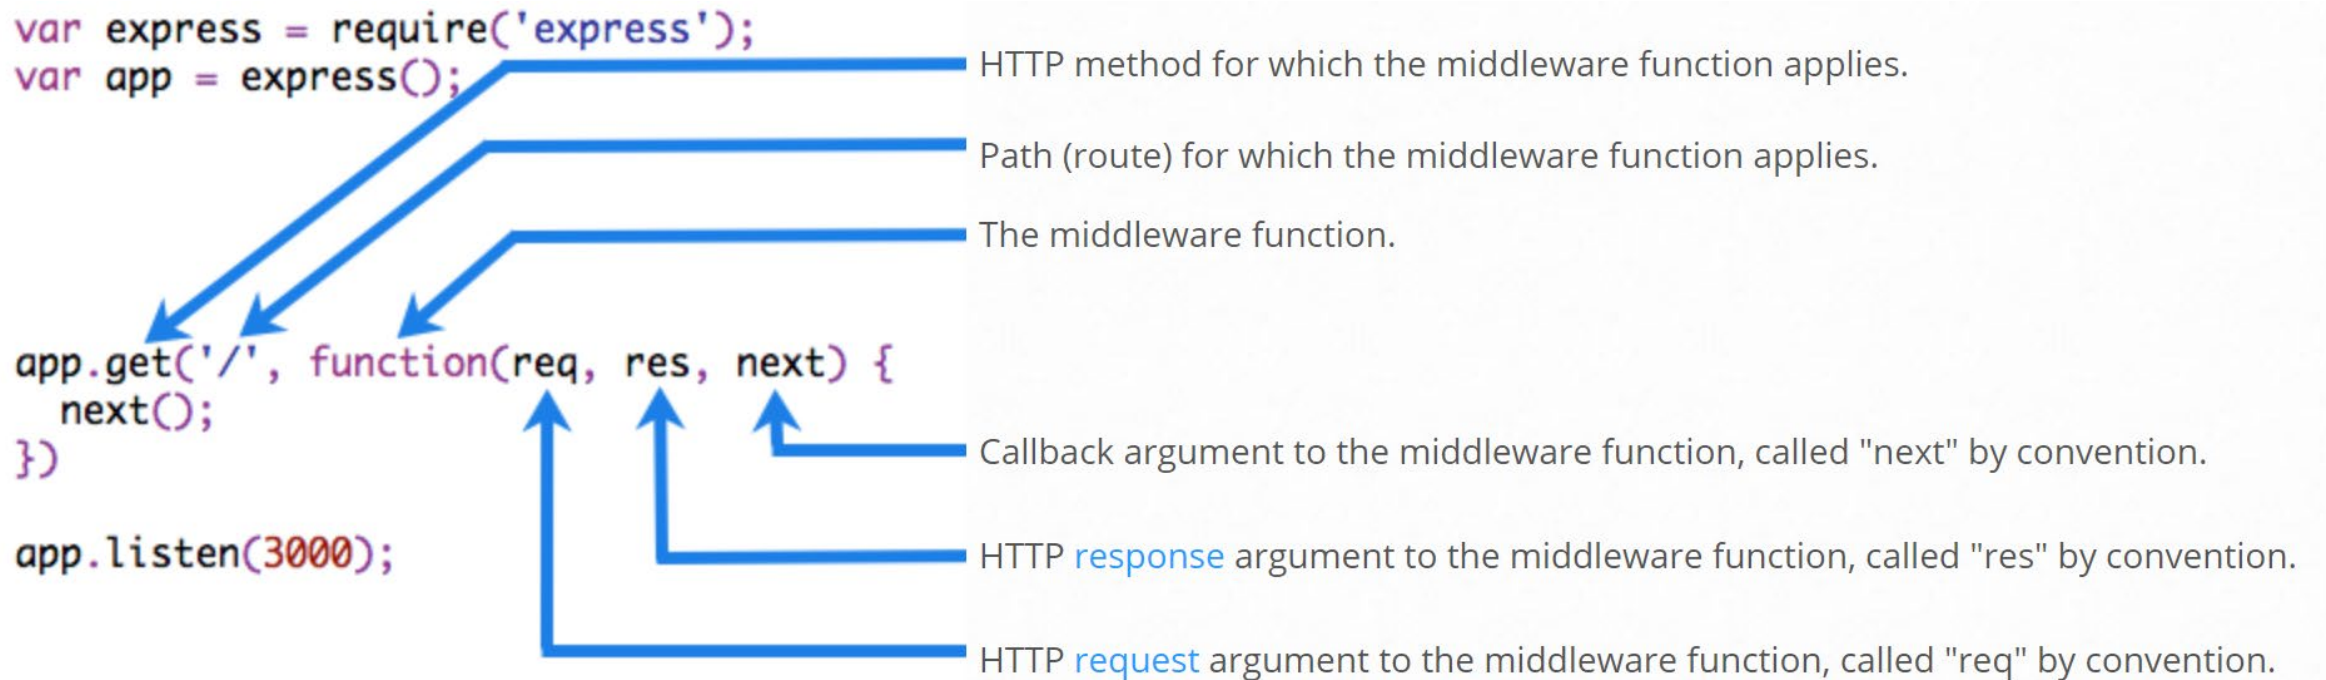 var express = require('express');
var app = express();
HTTP method for which the middleware function applies.
Path (route) for which the middleware function applies.
The middleware function.
app.get('/', function(req, res, next) {
  next();
})
Callback argument to the middleware function, called "next" by convention.
app.listen(3000);
HTTP response argument to the middleware function, called "res" by convention.
HTTP request argument to the middleware function, called "req" by convention.